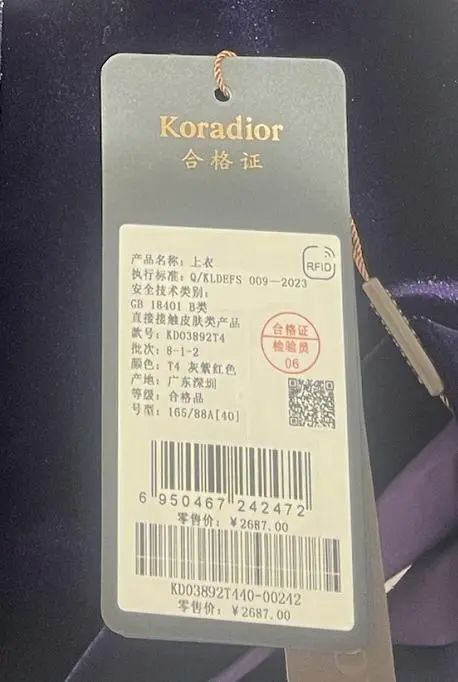 Koradior
合格证
产品名称: 上衣
RFID
执行标准: Q/KLDEFS 009—2023
安全技术类别:
GB 18401 B类
直接接触皮肤类产品
款号: KD03892T4
合格证
检验员
06
批次: 8-1-2
颜色: T4 灰紫红色
产地: 广东深圳
等级: 合格品
号型: 165/88A[40]
6 950467 242472
零售价: ¥2687.00
KD03892T440-00242
零售价: ¥2687.00